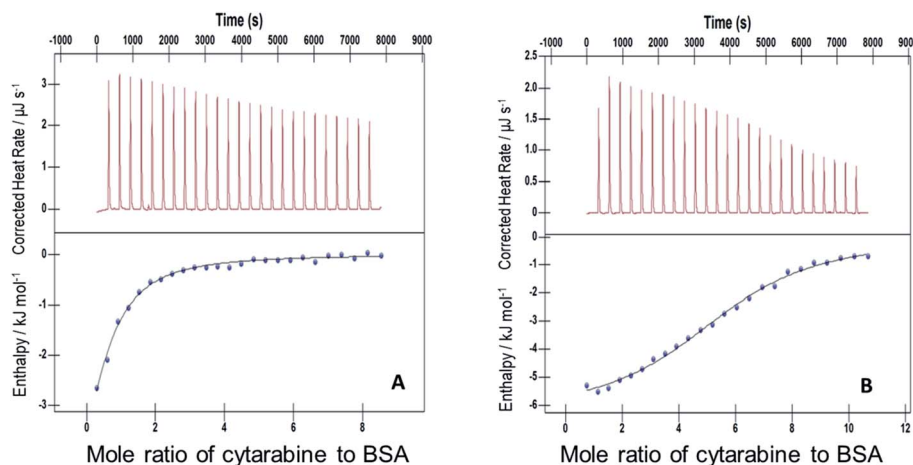 Time (s)
-1000 0 1000 2000 3000 4000 5000 6000 7000 8000 9000
Corrected Heat Rate / µJ s⁻¹
3
2
1
0
Enthalpy / kJ mol⁻¹
0
-1
-2
-3
A
0 2 4 6 8
Mole ratio of cytarabine to BSA
Time (s)
-1000 0 1000 2000 3000 4000 5000 6000 7000 8000
Corrected Heat Rate / µJ s⁻¹
2.5
2.0
1.5
1.0
0.5
0
Enthalpy / kJ mol⁻¹
0
-1
-2
-3
-4
-5
-6
B
0 2 4 6 8 10 12
Mole ratio of cytarabine to BSA